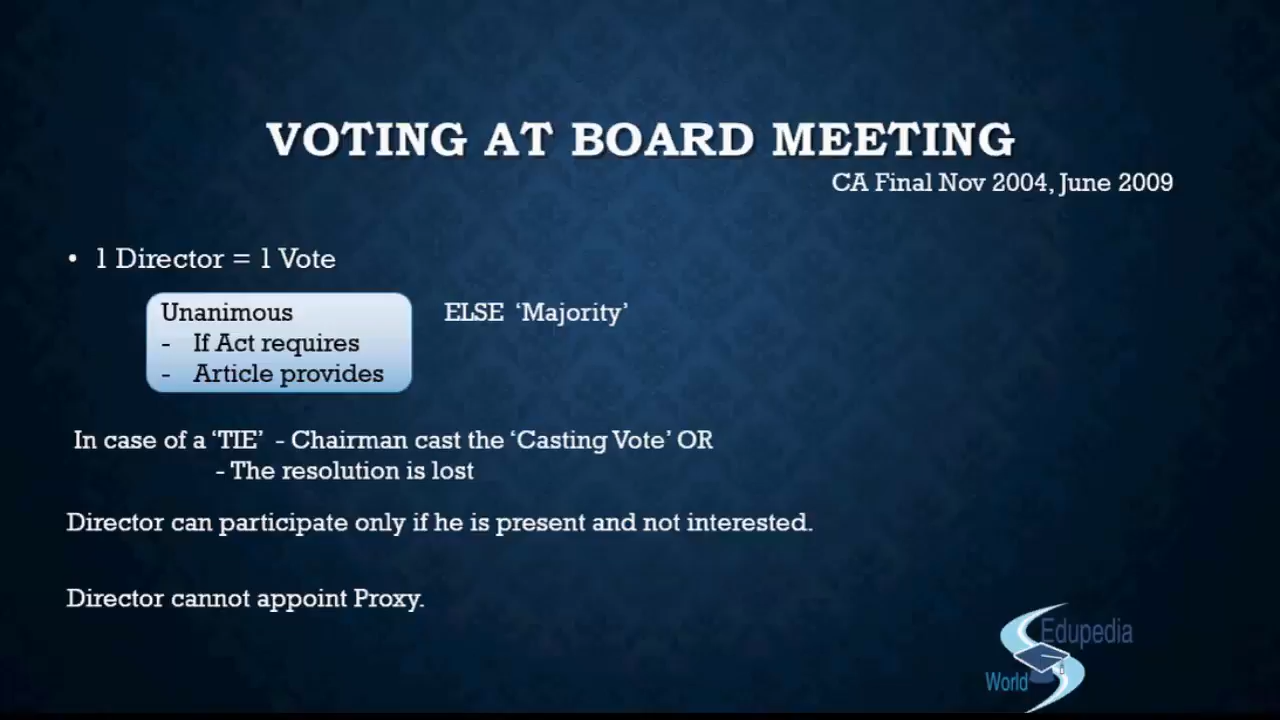 VOTING AT BOARD MEETING
CA Final Nov 2004, June 2009
• 1 Director = 1 Vote
Unanimous
- If Act requires
- Article provides
ELSE ‘Majority’
In case of a ‘TIE’ - Chairman cast the ‘Casting Vote’ OR
- The resolution is lost
Director can participate only if he is present and not interested.
Director cannot appoint Proxy.
Edupedia
World